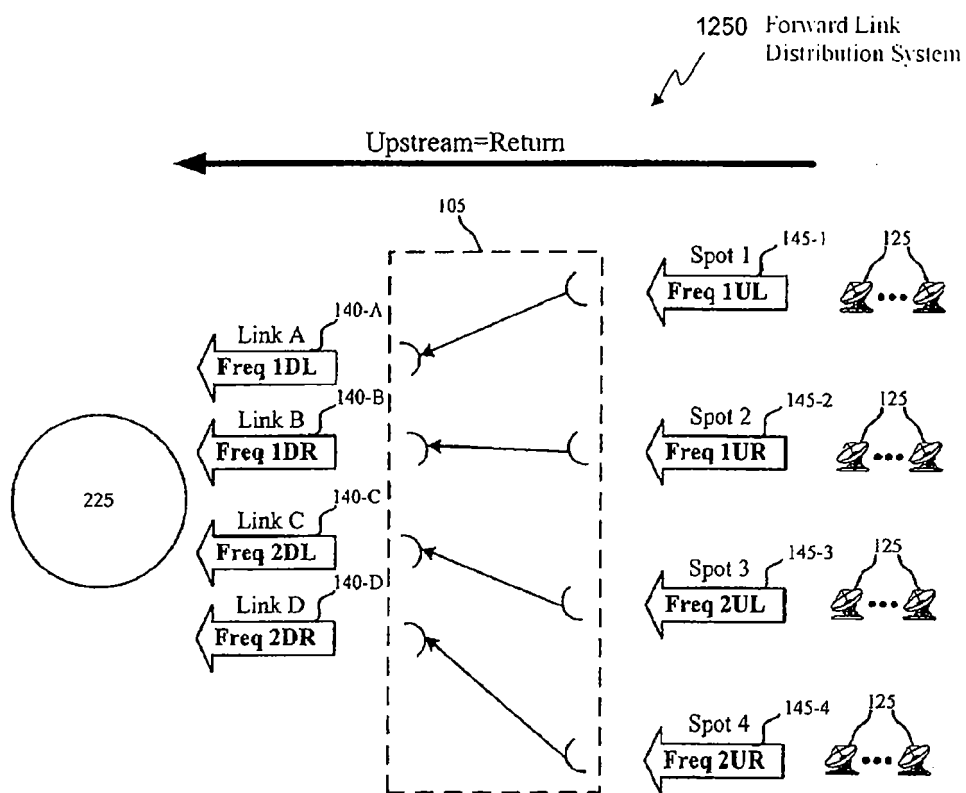 1250 Forward Link
Distribution System
Upstream=Return
105
Spot 1
145-1
125
Freq 1UL
Link A
140-A
Freq 1DL
Link B
140-B
Freq 1DR
Spot 2
145-2
125
Freq 1UR
225
Link C
140-C
Freq 2DL
Spot 3
145-3
125
Freq 2UL
Link D
140-D
Freq 2DR
Spot 4
145-4
125
Freq 2UR